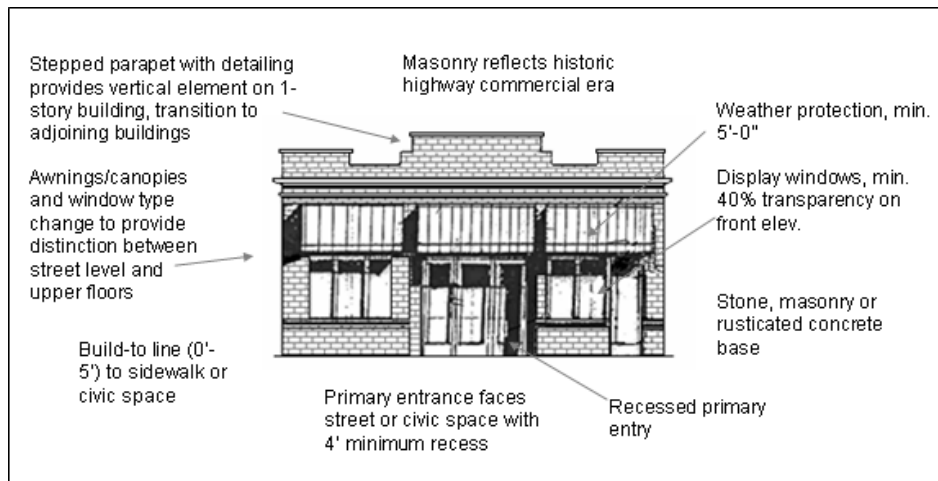 Stepped parapet with detailing
provides vertical element on 1-
story building, transition to
adjoining buildings
Masonry reflects historic
highway commercial era
Weather protection, min.
5'-0"
Awnings/canopies
and window type
change to provide
distinction between
street level and
upper floors
Display windows, min.
40% transparency on
front elev.
Stone, masonry or
rusticated concrete
base
Build-to line (0'-
5') to sidewalk or
civic space
Primary entrance faces
street or civic space with
4' minimum recess
Recessed primary
entry